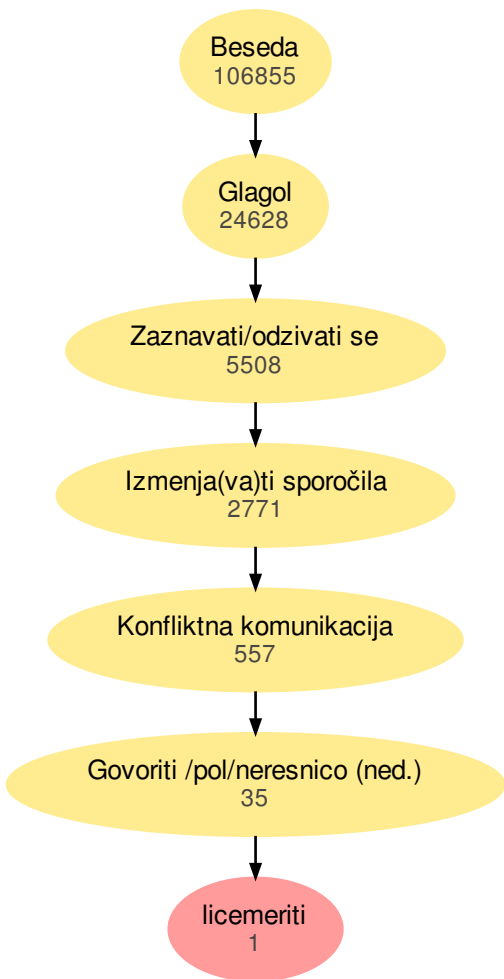 Beseda
106855
Glagol
24628
Zaznavati/odzivati se
5508
Izmenja(va)ti sporočila
2771
Konfliktna komunikacija
557
Govoriti /pol/neresnico (ned.)
35
licemeriti
1